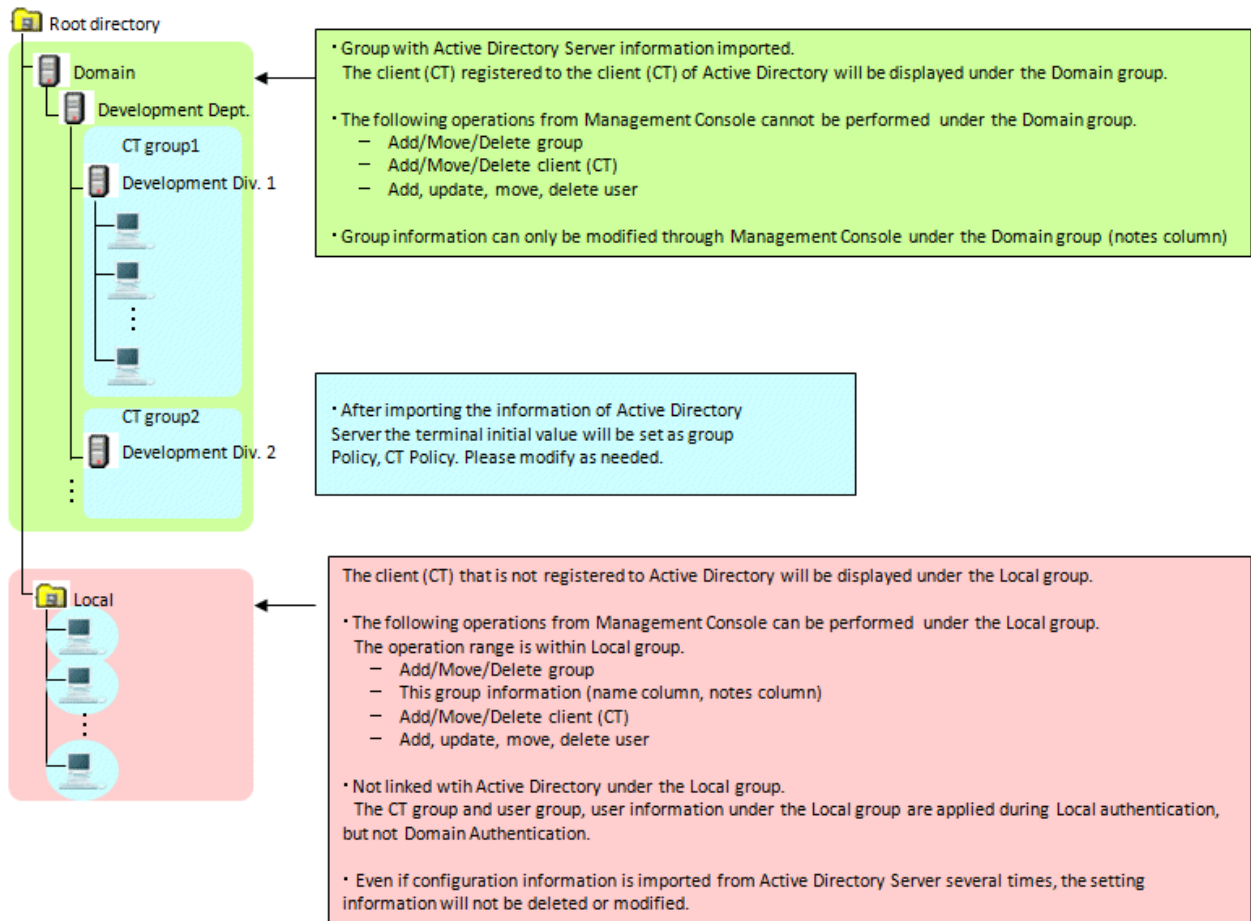 Root directory
Domain
Development Dept.
CT group1
Development Div. 1
CT group2
Development Div. 2
Local
・Group with Active Directory Server information imported.
The client (CT) registered to the client (CT) of Active Directory will be displayed under the Domain group.
・The following operations from Management Console cannot be performed under the Domain group.
– Add/Move/Delete group
– Add/Move/Delete client (CT)
– Add, update, move, delete user
・Group information can only be modified through Management Console under the Domain group (notes column)
・After importing the information of Active Directory
Server the terminal initial value will be set as group
Policy, CT Policy. Please modify as needed.
The client (CT) that is not registered to Active Directory will be displayed under the Local group.
・The following operations from Management Console can be performed under the Local group.
The operation range is within Local group.
– Add/Move/Delete group
– This group information (name column, notes column)
– Add/Move/Delete client (CT)
– Add, update, move, delete user
・Not linked wtih Active Directory under the Local group.
The CT group and user group, user information under the Local group are applied during Local authentication,
but not Domain Authentication.
・Even if configuration information is imported from Active Directory Server several times, the setting
information will not be deleted or modified.